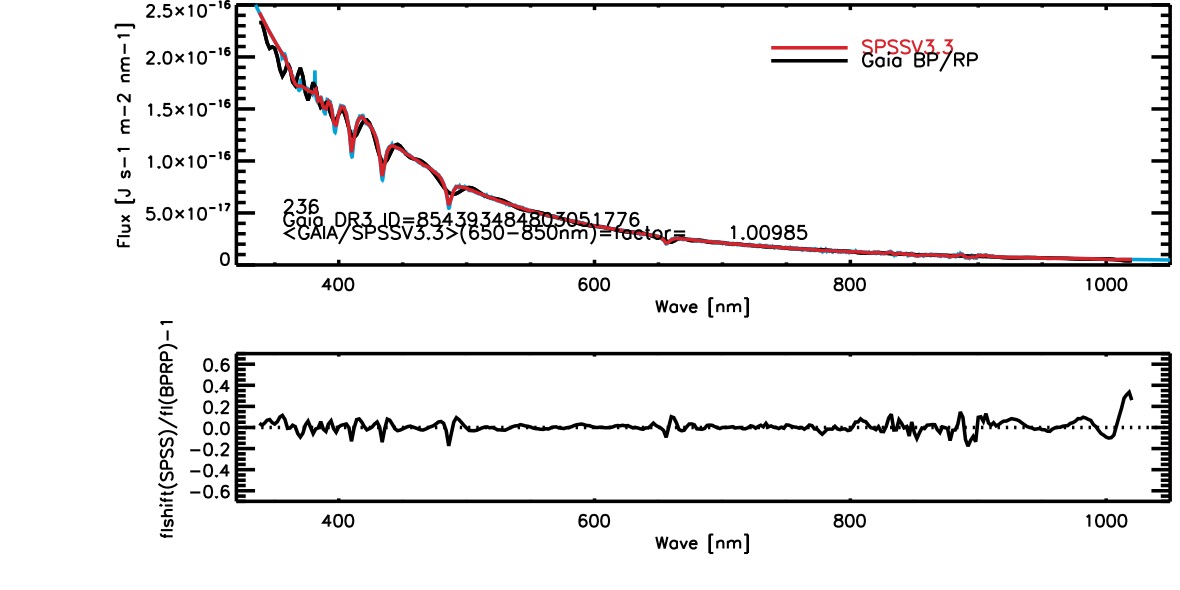 2.5×10−16
2.0×10−16
1.5×10−16
1.0×10−16
5.0×10−17
0
Flux [J s−1 m−2 nm−1]
SPSSV3.3
Gaia BP/RP
236
Gaia DR3 ID=854393484803051776
<GAIA/SPSSv3.3>(650−850nm)=factor= 1.00985
400 600 800 1000
Wave [nm]
0.6
0.4
0.2
0.0
−0.2
−0.4
−0.6
flshift(SPSS)/fl(BPRP)−1
400 600 800 1000
Wave [nm]